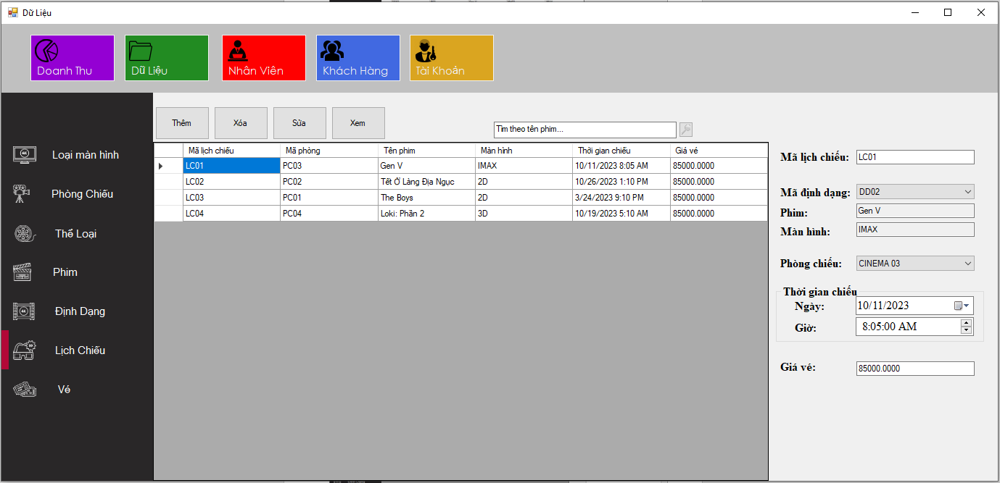 Dữ Liệu
Doanh Thu
Dữ Liệu
Nhân Viên
Khách Hàng
Tài Khoản
Thêm
Xóa
Sửa
Xem
Tìm theo tên phim...
Loại màn hình
Phòng Chiếu
Thể Loại
Phim
Định Dạng
Lịch Chiếu
Vé
Mã lịch chiếu Mã phòng Tên phim Màn hình Thời gian chiếu Giá vé
LC01 PC03 Gen V IMAX 10/11/2023 8:05 AM 85000.0000
LC02 PC02 Tết Ở Làng Địa Ngục 2D 10/26/2023 1:10 PM 85000.0000
LC03 PC01 The Boys 2D 3/24/2023 9:10 PM 85000.0000
LC04 PC04 Loki: Phần 2 3D 10/19/2023 5:10 AM 85000.0000
Mã lịch chiếu: LC01
Mã định dạng: DD02
Phim: Gen V
Màn hình: IMAX
Phòng chiếu: CINEMA 03
Thời gian chiếu
Ngày: 10/11/2023
Giờ: 8:05:00 AM
Giá vé: 85000.0000